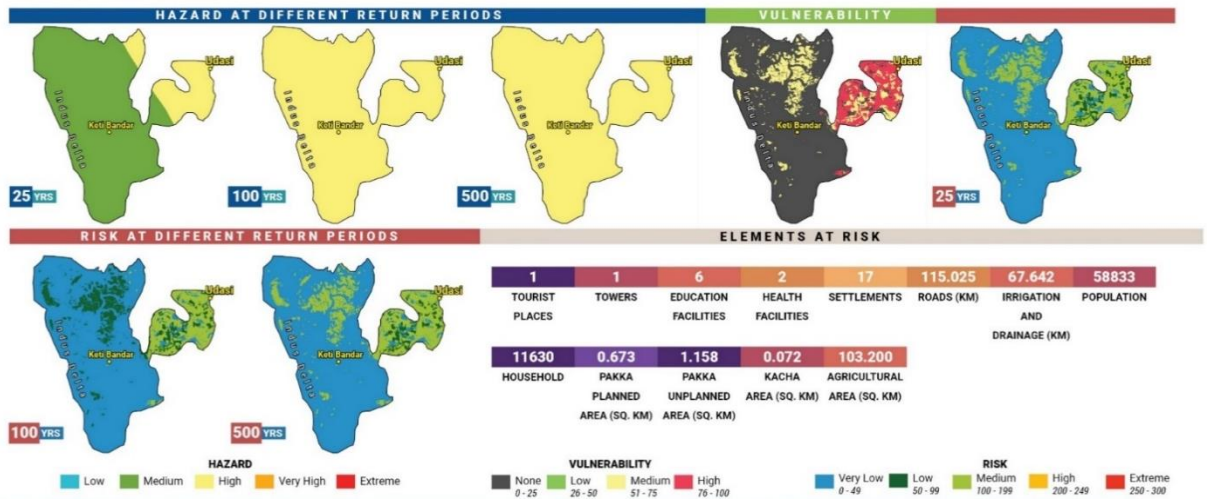 HAZARD AT DIFFERENT RETURN PERIODS
VULNERABILITY
Udasi
Indus Delta
Keti Bandar
25 YRS
Udasi
Indus Delta
Keti Bandar
100 YRS
Udasi
Indus Delta
Keti Bandar
500 YRS
Udasi
Indus Delta
Keti Bandar
Udasi
Indus Delta
Keti Bandar
25 YRS
RISK AT DIFFERENT RETURN PERIODS
ELEMENTS AT RISK
Udasi
Indus Delta
Keti Bandar
100 YRS
Udasi
Indus Delta
Keti Bandar
500 YRS
1 1 6 2 17 115.025 67.642 58833
TOURIST TOWERS EDUCATION HEALTH SETTLEMENTS ROADS (KM) IRRIGATION POPULATION
PLACES FACILITIES FACILITIES AND
DRAINAGE (KM)
11630 0.673 1.158 0.072 103.200
HOUSEHOLD PAKKA PAKKA KACHA AGRICULTURAL
PLANNED UNPLANNED AREA (SQ. KM) AREA (SQ. KM)
AREA (SQ. KM) AREA (SQ. KM)
HAZARD
Low Medium High Very High Extreme
VULNERABILITY
None Low Medium High
0 - 25 26 - 50 51 - 75 76 - 100
RISK
Very Low Low Medium High Extreme
0 - 49 50 - 99 100 - 199 200 - 249 250 - 300